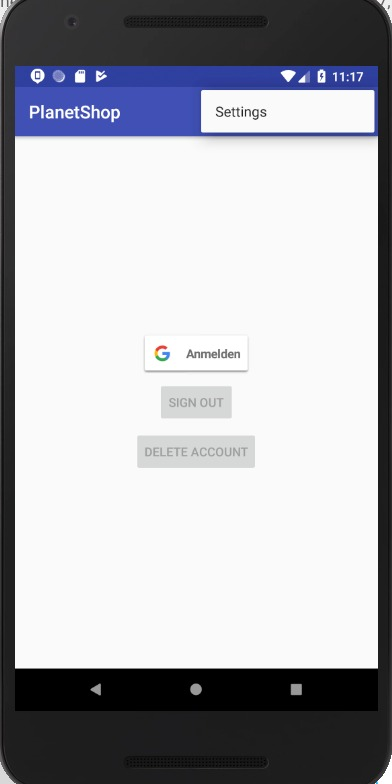 11:17
PlanetShop
Settings
Anmelden
SIGN OUT
DELETE ACCOUNT